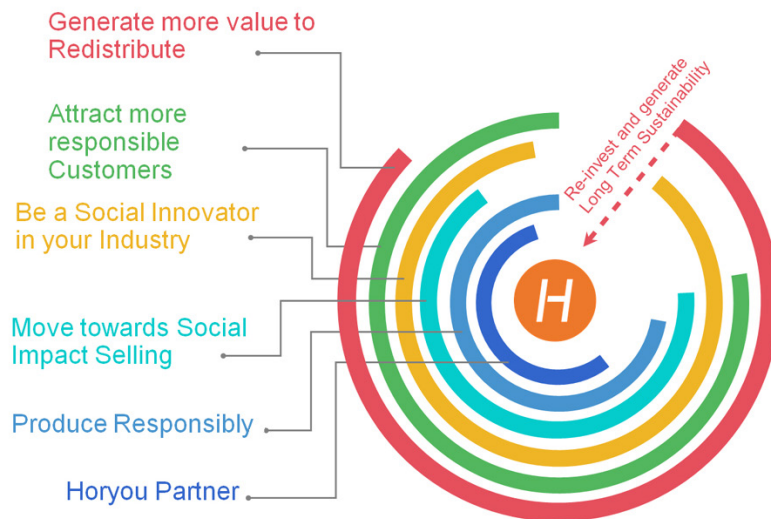 Generate more value to
Redistribute
Attract more
responsible
Customers
Be a Social Innovator
in your Industry
Move towards Social
Impact Selling
Produce Responsibly
Horyou Partner
Re-invest and generate
Long Term Sustainability
H